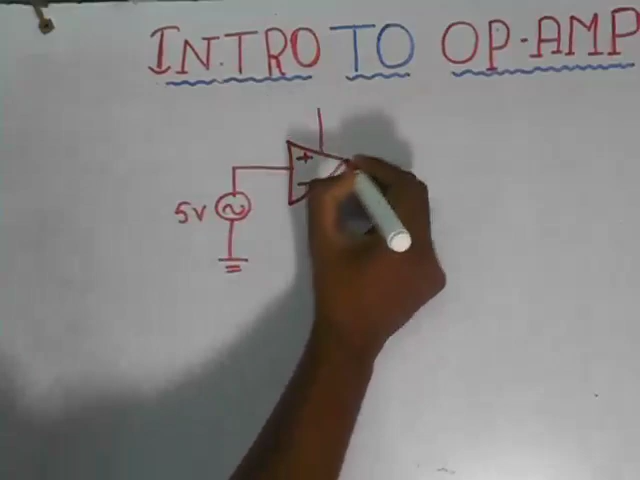 INTRO TO OP-AMP
+
-
5V